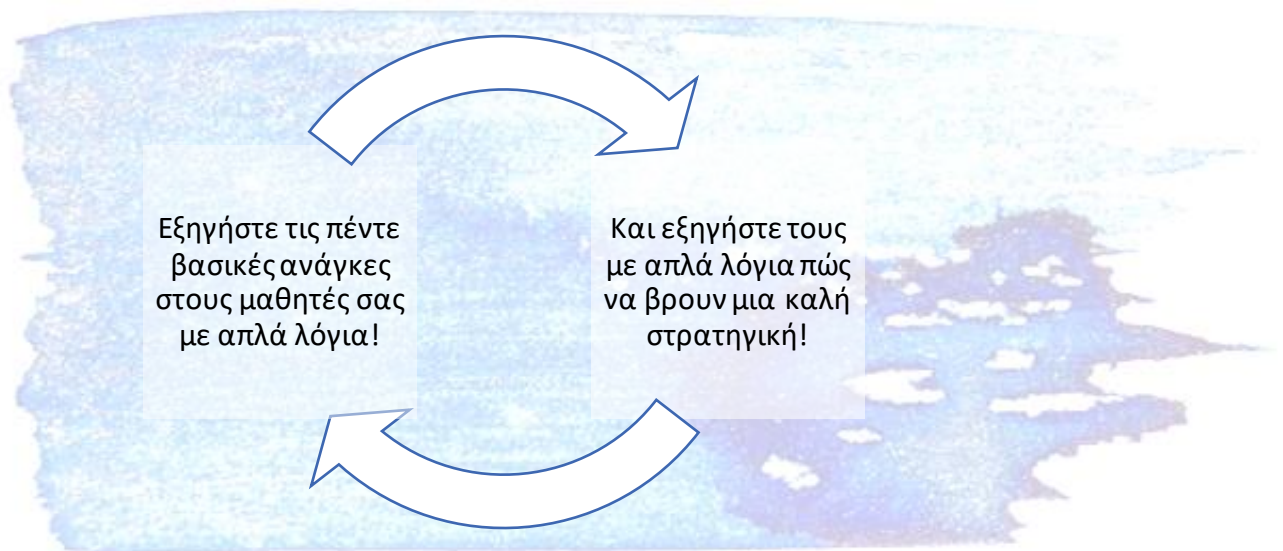 Εξηγήστε τις πέντε
βασικές ανάγκες
στους μαθητές σας
με απλά λόγια!
Και εξηγήστε τους
με απλά λόγια πώς
να βρουν μια καλή
στρατηγική!